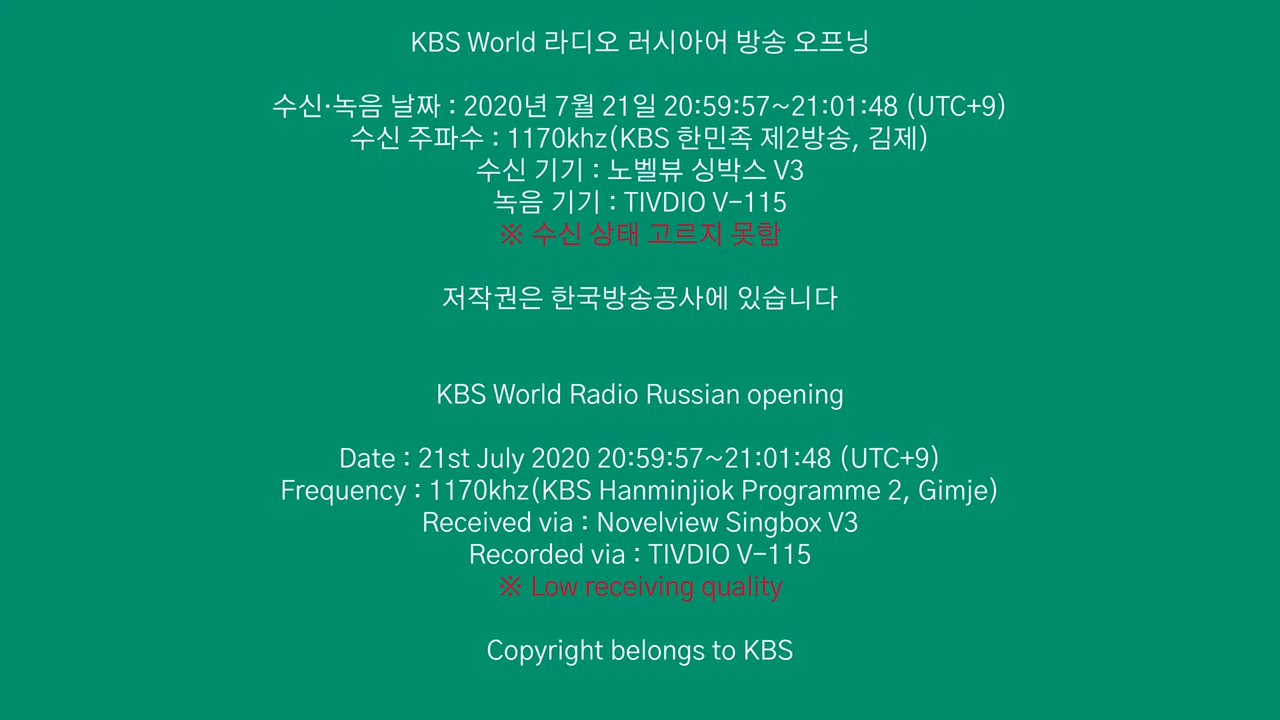 KBS World 라디오 러시아어 방송 오프닝
수신·녹음 날짜 : 2020년 7월 21일 20:59:57~21:01:48 (UTC+9)
수신 주파수 : 1170khz(KBS 한민족 제2방송, 김제)
수신 기기 : 노벨뷰 싱박스 V3
녹음 기기 : TIVDIO V-115
※ 수신 상태 고르지 못함
저작권은 한국방송공사에 있습니다
KBS World Radio Russian opening
Date : 21st July 2020 20:59:57~21:01:48 (UTC+9)
Frequency : 1170khz(KBS Hanminjiok Programme 2, Gimje)
Received via : Novelview Singbox V3
Recorded via : TIVDIO V-115
※ Low receiving quality
Copyright belongs to KBS